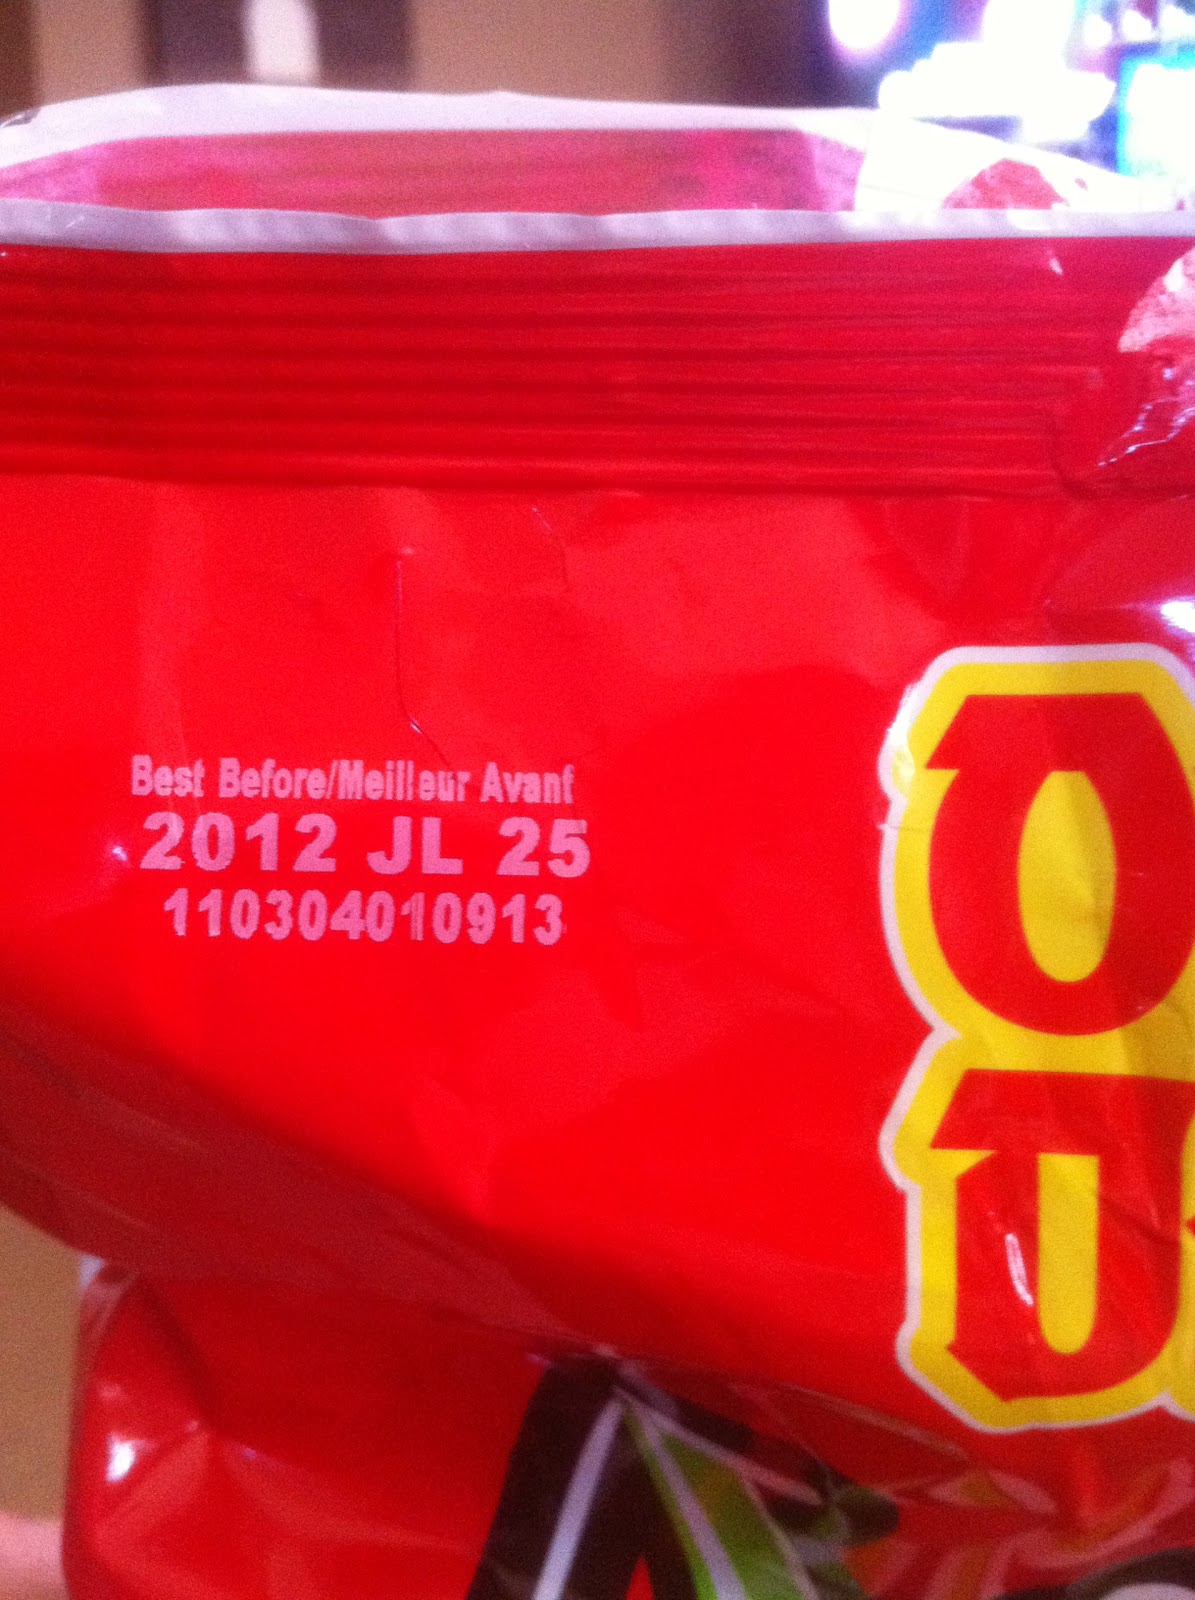 Best Before/Meilleur Avant
2012 JL 25
110304010913